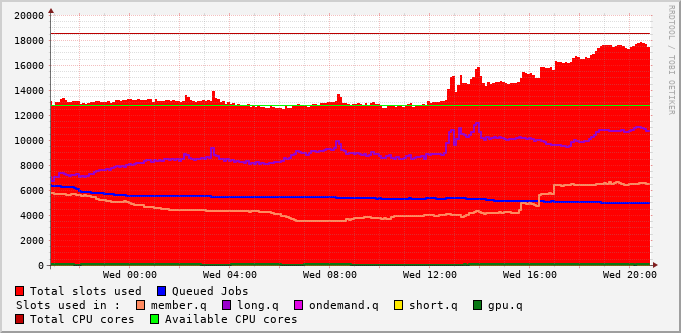 20000
18000
16000
14000
12000
10000
8000
6000
4000
2000
0
Wed 00:00 Wed 04:00 Wed 08:00 Wed 12:00 Wed 16:00 Wed 20:00
Total slots used Queued Jobs
Slots used in : member.q long.q ondemand.q short.q gpu.q
Total CPU cores Available CPU cores
RRDTOOL / TOBI OETIKER